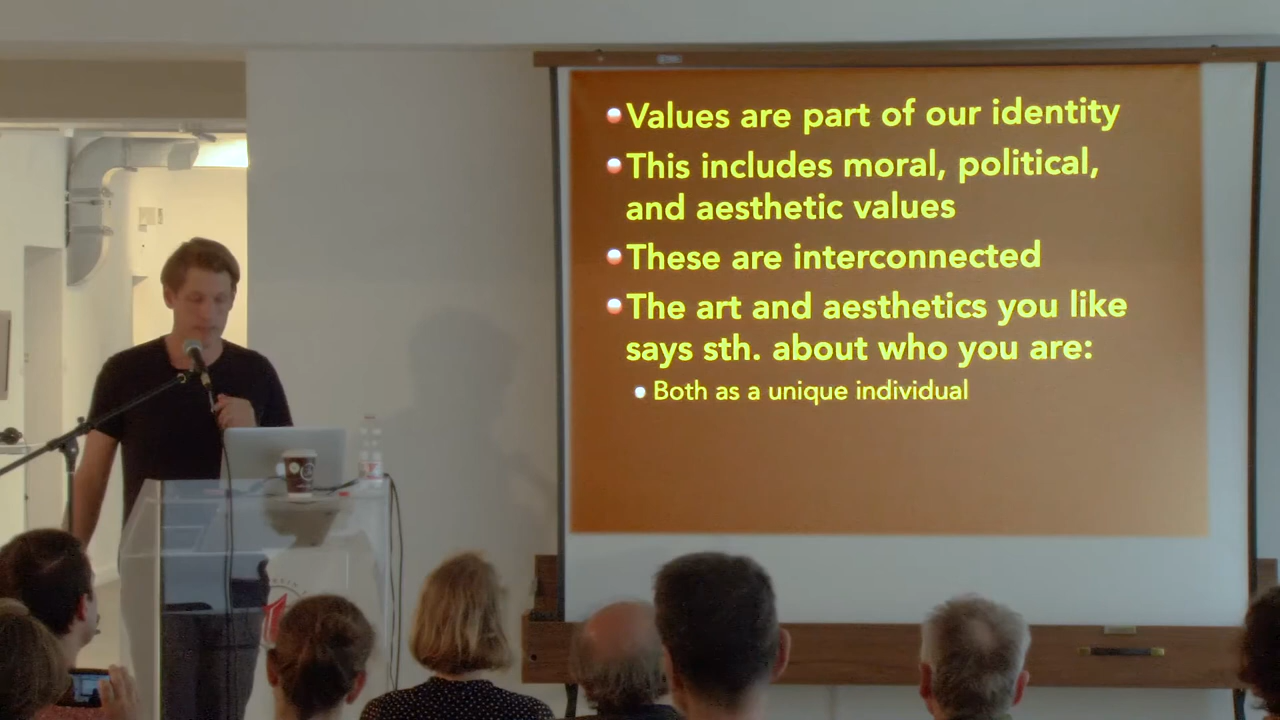 Values are part of our identity
This includes moral, political,
and aesthetic values
These are interconnected
The art and aesthetics you like
says sth. about who you are:
Both as a unique individual